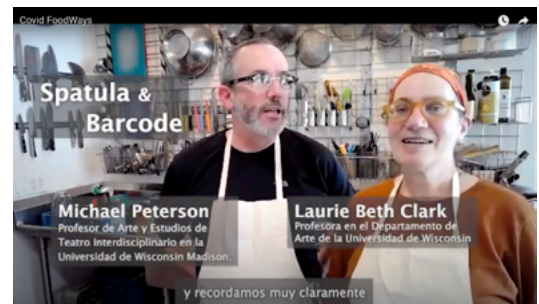 Covid FoodWays
Spatula &
Barcode
Michael Peterson
Profesor de Arte y Estudios de
Teatro Interdisciplinario en la
Universidad de Wisconsin Madison.
Laurie Beth Clark
Profesora en el Departamento de
Arte de la Universidad de Wisconsin
y recordamos muy claramente